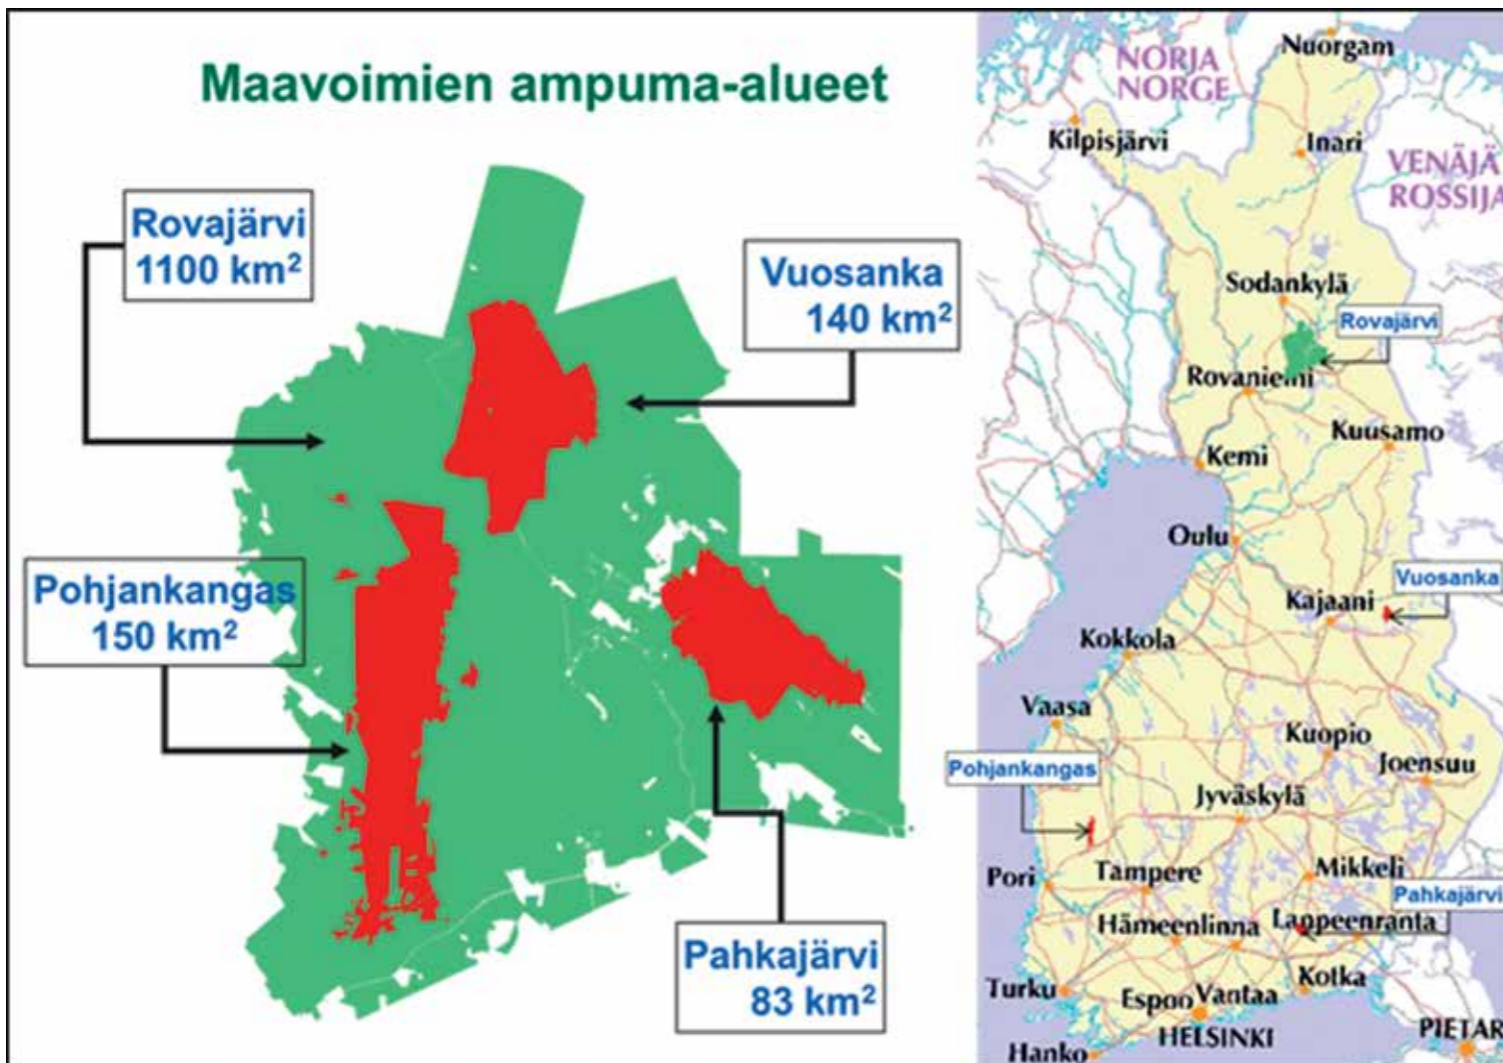 Maavoimien ampuma-alueet
Rovajärvi
1100 km²
Vuosanka
140 km²
Pohjankangas
150 km²
Pahkajärvi
83 km²
NORJA
NORGE
Nuorgam
Kilpisjärvi
Inari
VENÄJÄ
ROSSIJA
Sodankylä
Rovajärvi
Rovaniemi
Kuusamo
Kemi
Oulu
Vuosanka
Kajaani
Kokkola
Vaasa
Kuopio
Joensuu
Pohjankangas
Jyväskylä
Pori
Tampere
Mikkeli
Pahkajärvi
Hämeenlinna
Lappeenranta
Turku
Espoo
Vantaa
Kotka
HELSINKI
PIETAR
Hanko